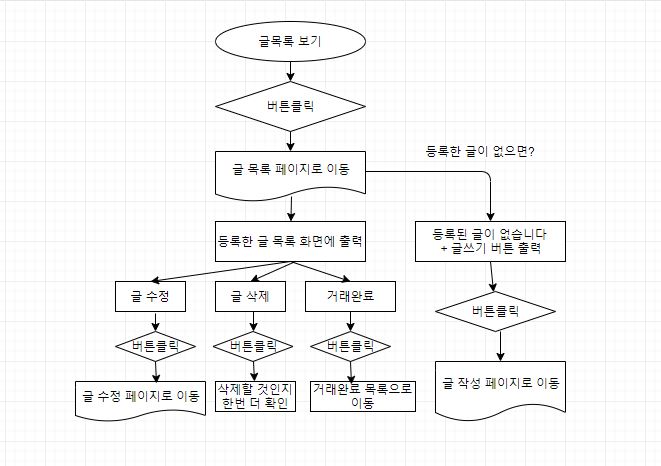 글목록 보기
버튼클릭
등록한 글이 없으면?
글 목록 페이지로 이동
등록한 글 목록 화면에 출력
등록된 글이 없습니다
+ 글쓰기 버튼 출력
글 수정
글 삭제
거래완료
버튼클릭
버튼클릭
버튼클릭
버튼클릭
글 수정 페이지로 이동
삭제할 것인지
한번 더 확인
거래완료 목록으로
이동
글 작성 페이지로 이동